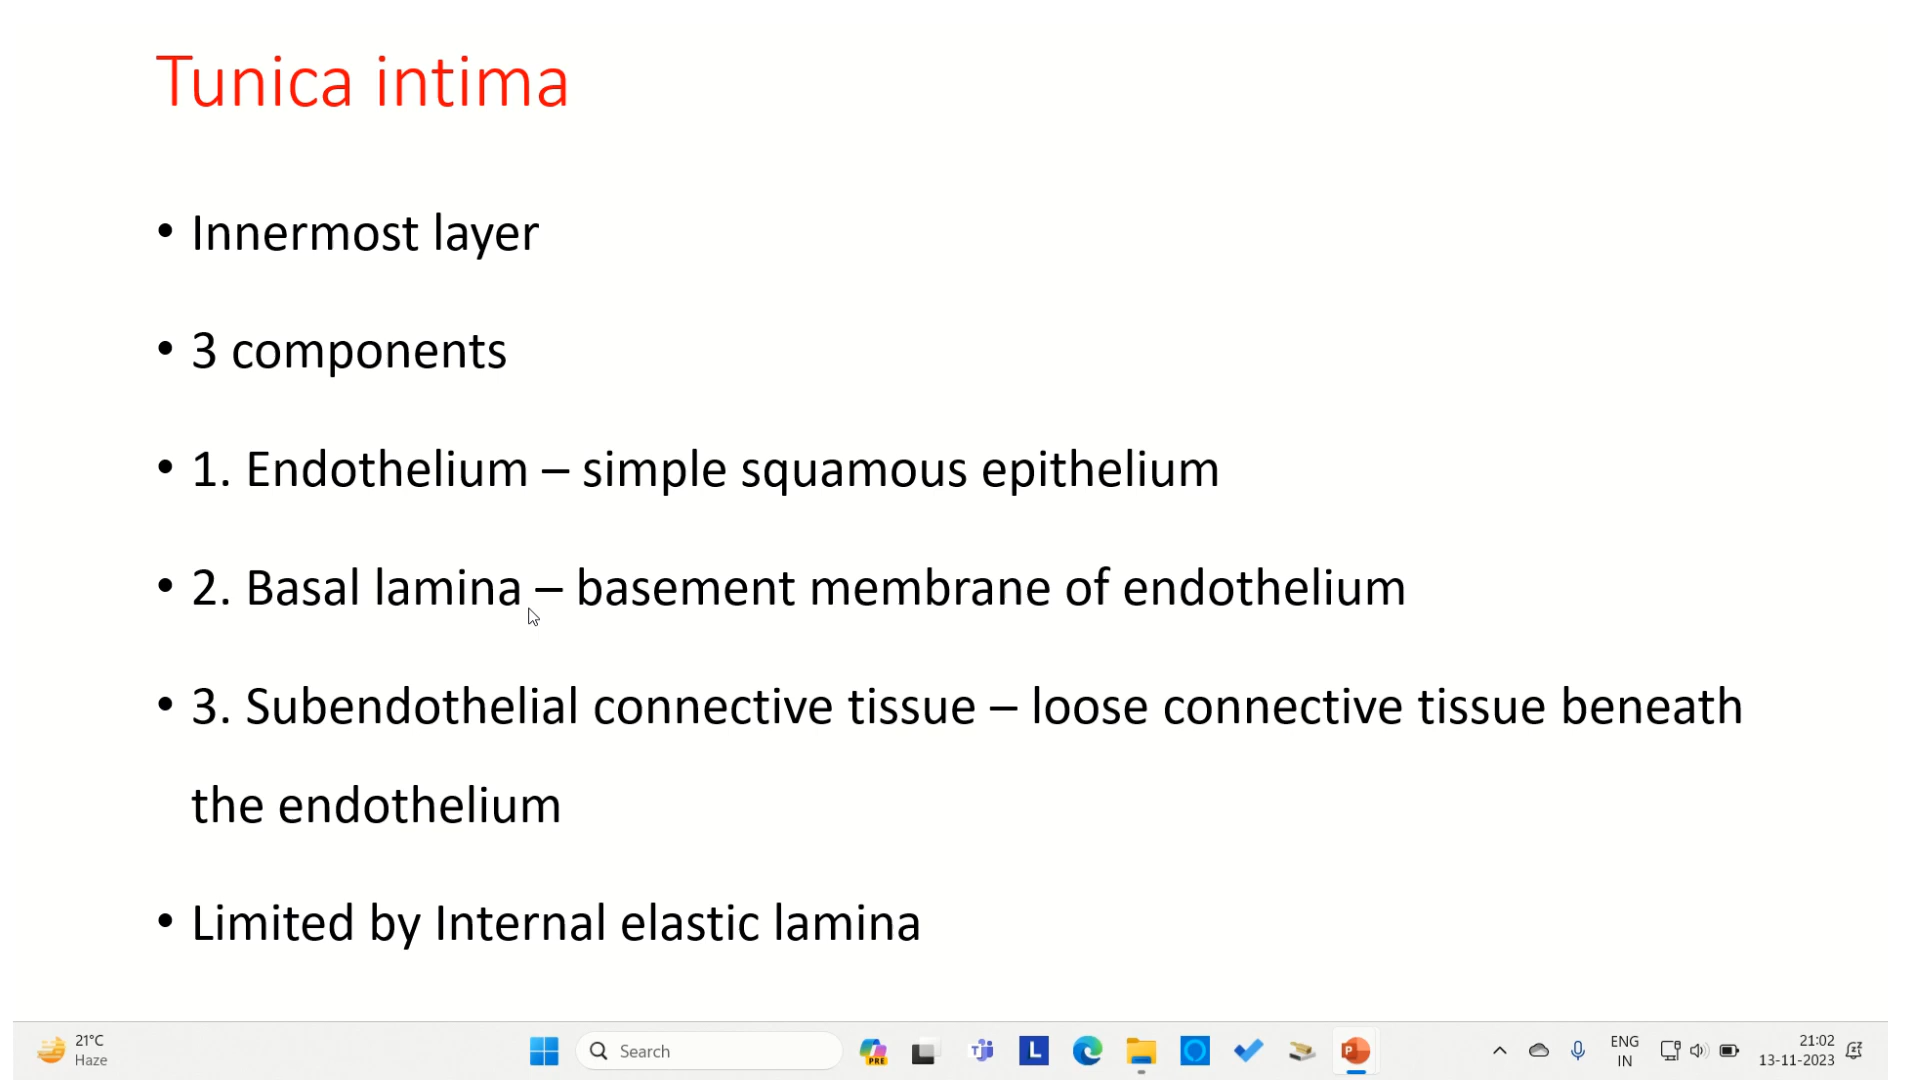 Tunica intima
• Innermost layer
• 3 components
• 1. Endothelium – simple squamous epithelium
• 2. Basal lamina – basement membrane of endothelium
• 3. Subendothelial connective tissue – loose connective tissue beneath
the endothelium
• Limited by Internal elastic lamina
21°C
Haze
Search
PRE
L
P
ENG
IN
21:02
13-11-2023